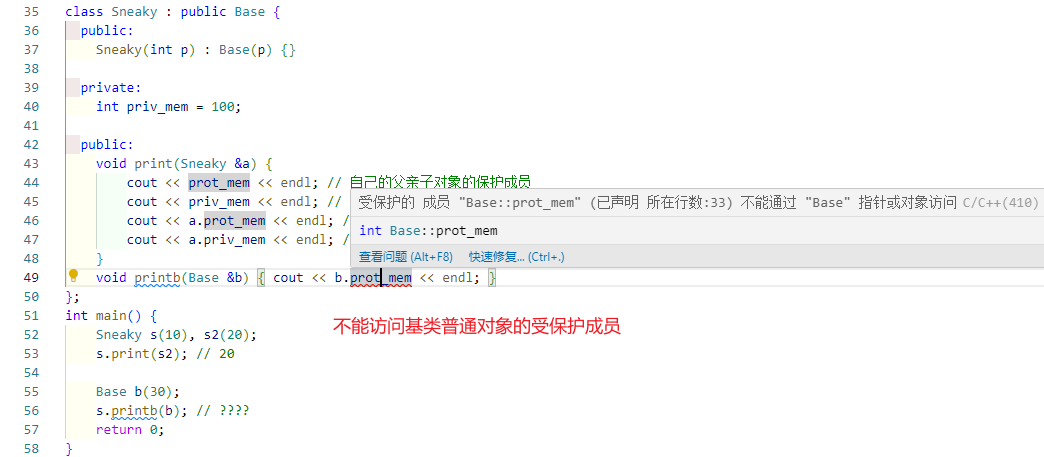 35 class Sneaky : public Base {
36 public:
37 Sneaky(int p) : Base(p) {}
38
39 private:
40 int priv_mem = 100;
41
42 public:
43 void print(Sneaky &a) {
44 cout << prot_mem << endl; // 自己的父亲子对象的保护成员
45 cout << priv_mem << endl; //
受保护的 成员 "Base::prot_mem" (已声明 所在行数:33) 不能通过 "Base" 指针或对象访问 C/C++(410)
46 cout << a.prot_mem << endl; /
int Base::prot_mem
47 cout << a.priv_mem << endl; /
48 }
查看问题 (Alt+F8) 快速修复... (Ctrl+.)
49 void printb(Base &b) { cout << b.prot_mem << endl; }
50 };
51 int main() {
不能访问基类普通对象的受保护成员
52 Sneaky s(10), s2(20);
53 s.print(s2); // 20
54
55 Base b(30);
56 s.printb(b); // ????
57 return 0;
58 }